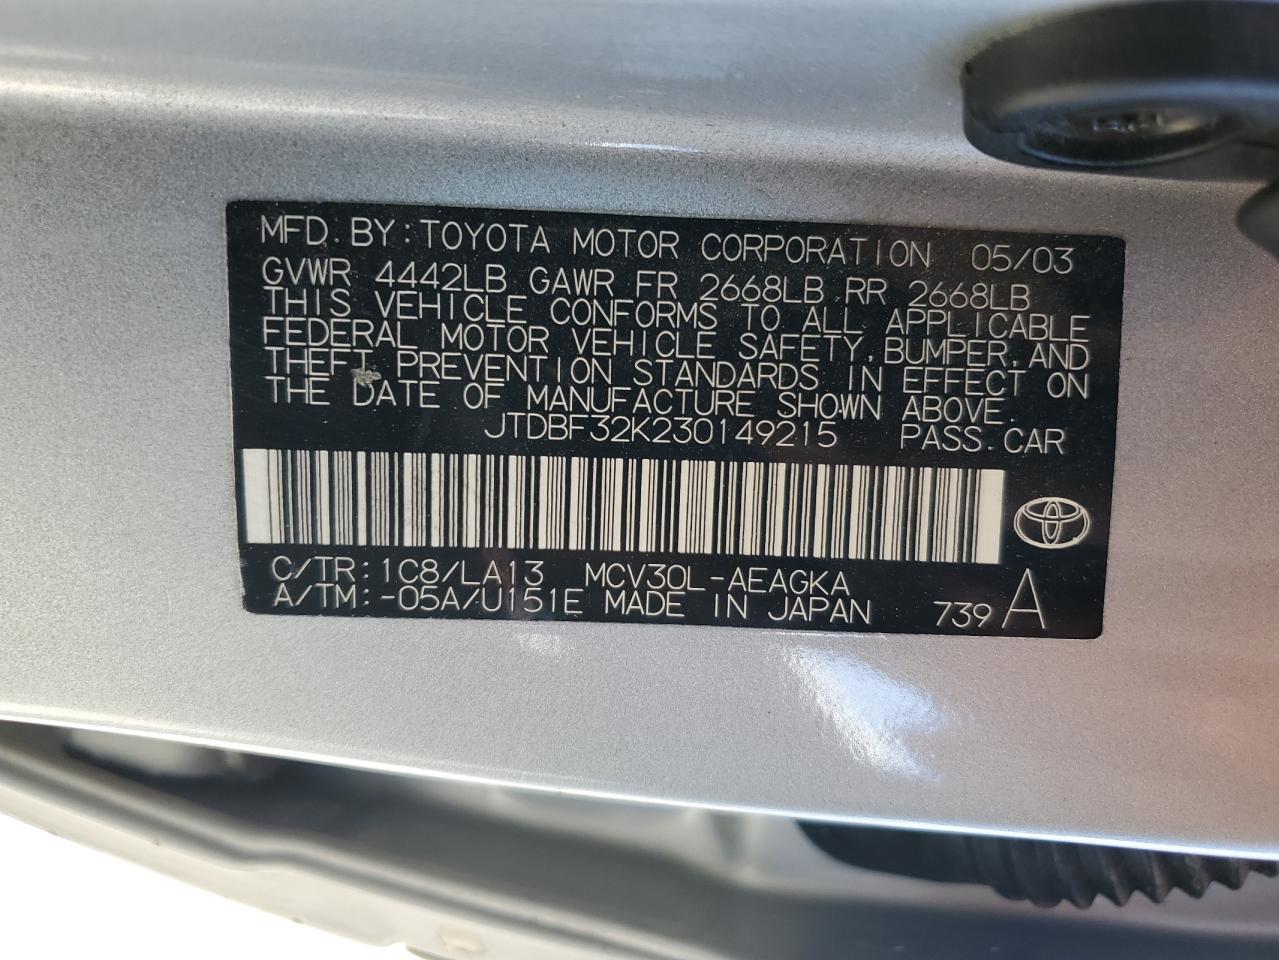 MFD. BY: TOYOTA MOTOR CORPORATION 05/03
GVWR 4442LB GAWR FR 2668LB RR 2668LB
THIS VEHICLE CONFORMS TO ALL APPLICABLE
FEDERAL MOTOR VEHICLE SAFETY, BUMPER, AND
THEFT PREVENTION STANDARDS IN EFFECT ON
THE DATE OF MANUFACTURE SHOWN ABOVE.
JTDBF32K230149215 PASS. CAR
C/TR: 1C8/LA13 MCV30L-AEAGKA
A/TM: -05A/U151E MADE IN JAPAN 739 A